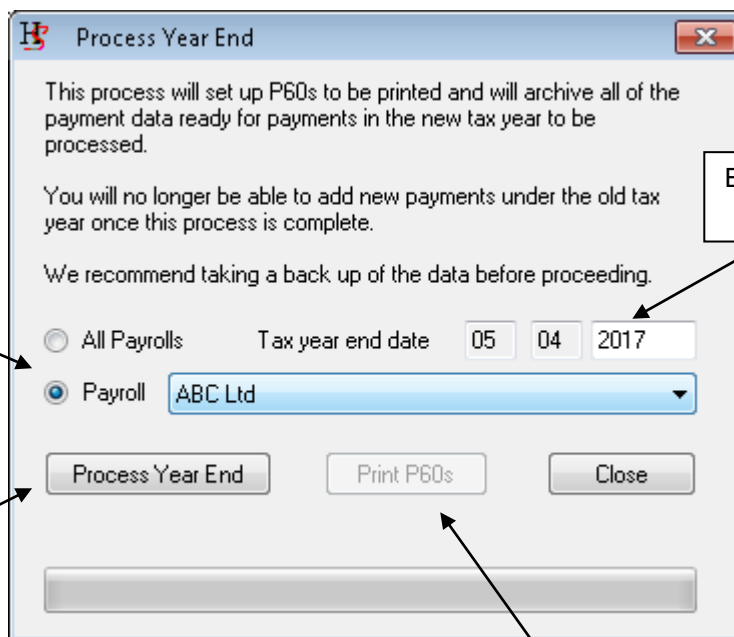 HS Process Year End
This process will set up P60s to be printed and will archive all of the
payment data ready for payments in the new tax year to be
processed.
You will no longer be able to add new payments under the old tax
year once this process is complete.
E
We recommend taking a back up of the data before proceeding.
All Payrolls Tax year end date 05 04 2017
Payroll ABC Ltd
Process Year End Print P60s Close